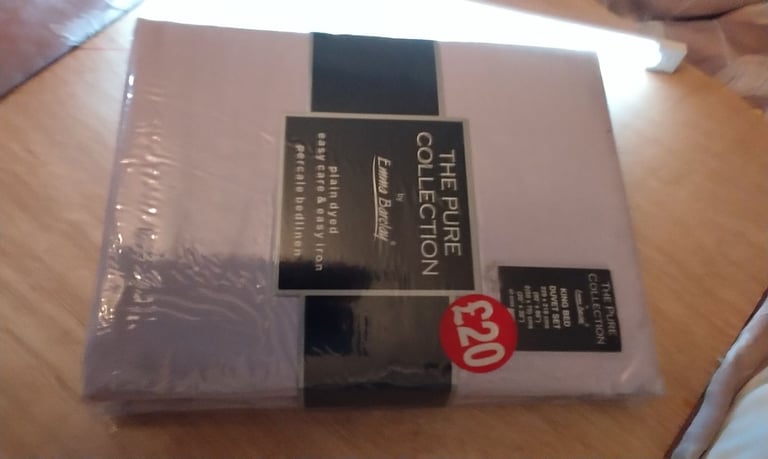 THE PURE
COLLECTION
by
Emma Barclay®
plain dyed
easy care & easy iron
percale bedlinen
£20
THE PURE
COLLECTION
KING BED
DUVET SET